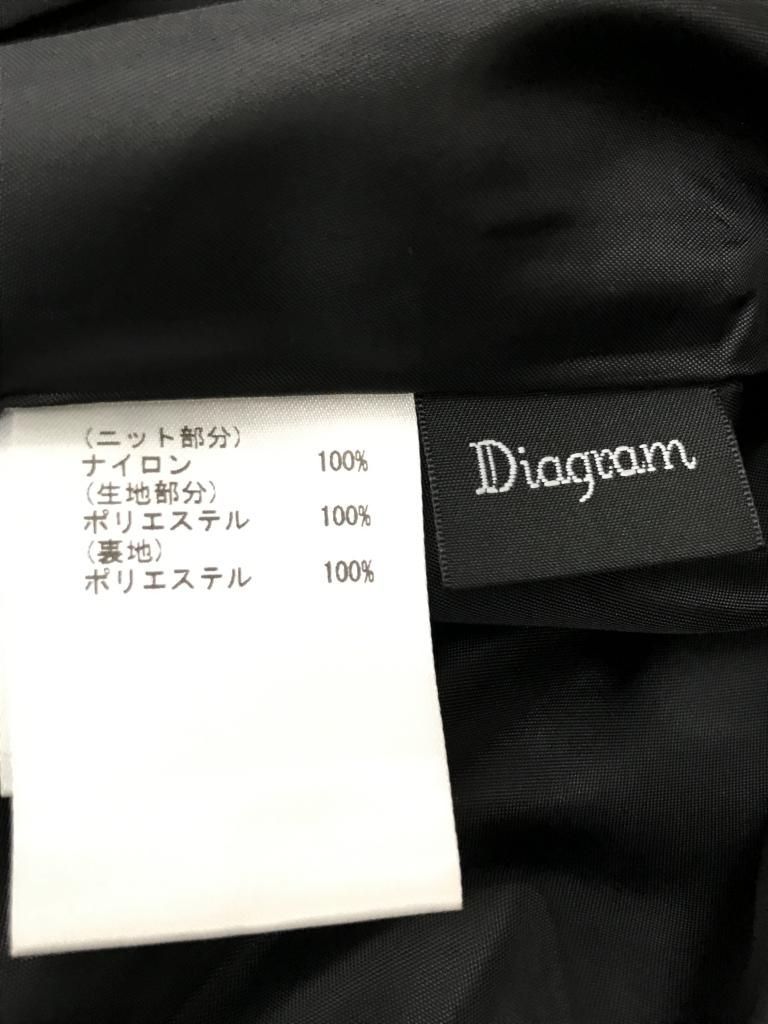 (ニット部分)
ナイロン 100%
(生地部分)
ポリエステル 100%
(裏地)
ポリエステル 100%
Diagram